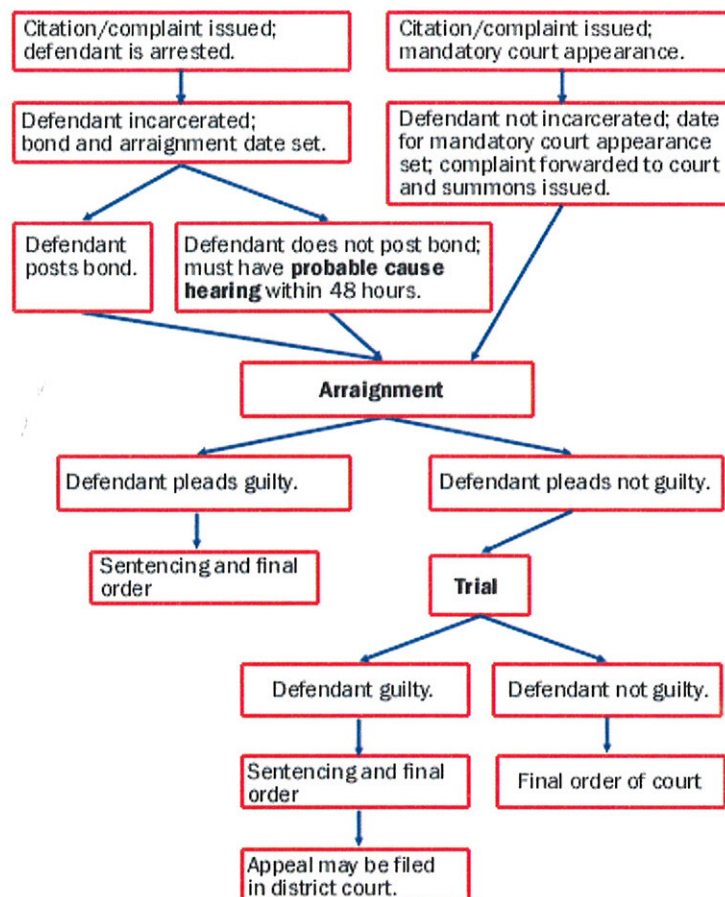 Citation/complaint issued;
defendant is arrested.
Citation/complaint issued;
mandatory court appearance.
Defendant incarcerated;
bond and arraignment date set.
Defendant not incarcerated; date
for mandatory court appearance
set; complaint forwarded to court
and summons issued.
Defendant
posts bond.
Defendant does not post bond;
must have probable cause
hearing within 48 hours.
Arraignment
Defendant pleads guilty.
Defendant pleads not guilty.
Sentencing and final
order
Trial
Defendant guilty.
Defendant not guilty.
Sentencing and final
order
Final order of court
Appeal may be filed
in district court.